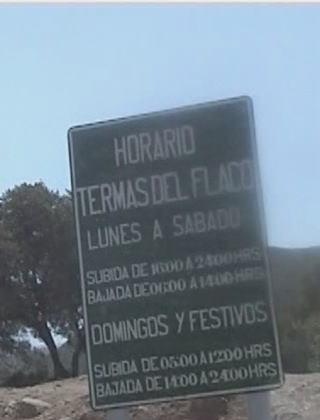 HORARIO
TERMAS DEL FLACO
LUNES A SABADO
SUBIDA DE 16:00 A 24:00 HRS
BAJADA DE 06:00 A 14:00 HRS
DOMINGOS Y FESTIVOS
SUBIDA DE 05:00 A 12:00 HRS
BAJADA DE 14:00 A 24:00 HRS